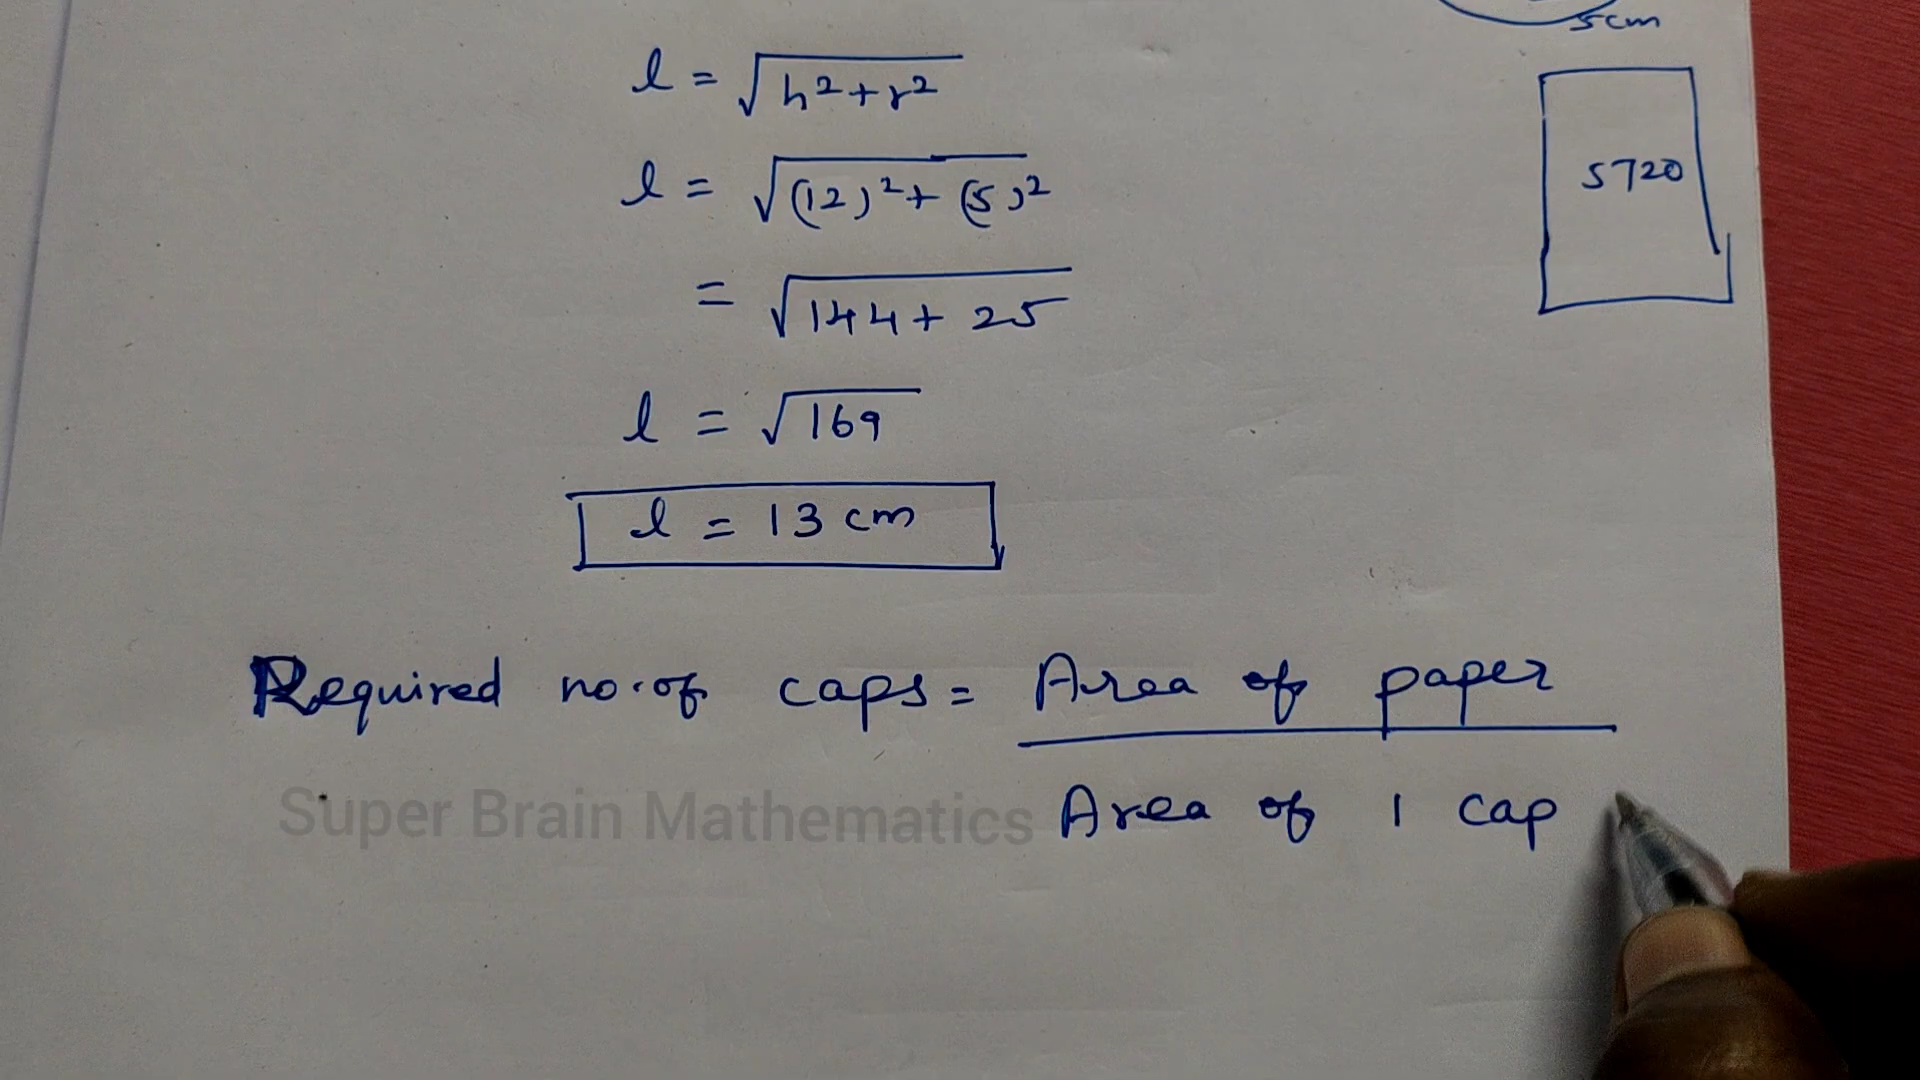 5cm
l = √h²+r²
5720
l = √(12)²+(5)²
= √144+25
l = √169
l = 13 cm
Required no.of caps = Area of paper
Area of 1 cap
Super Brain Mathematics